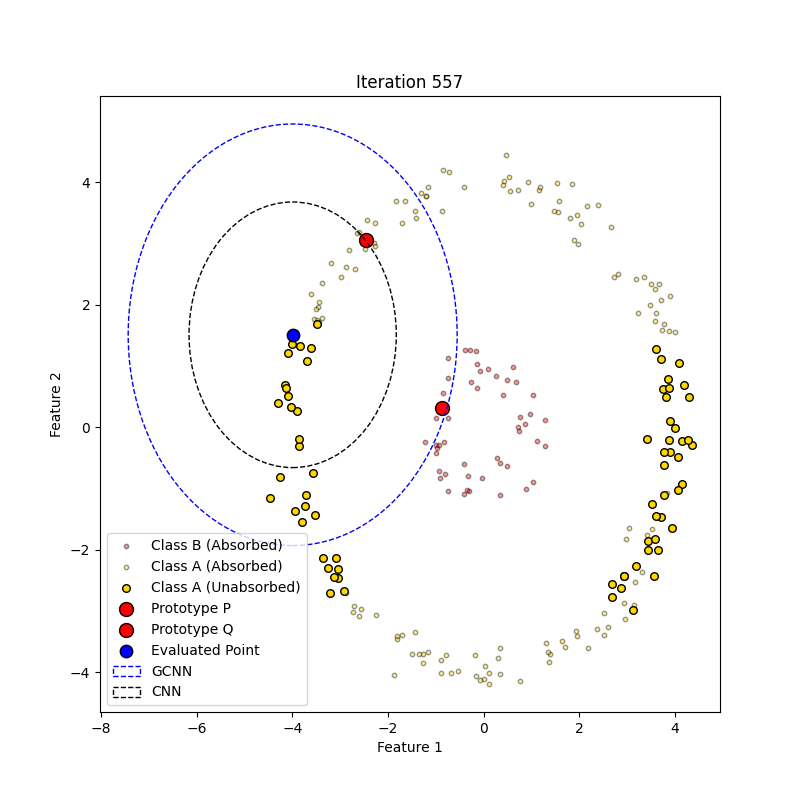 Iteration 557
Feature 2
4
2
0
−2
−4
Class B (Absorbed)
Class A (Absorbed)
Class A (Unabsorbed)
Prototype P
Prototype Q
Evaluated Point
GCNN
CNN
−8 −6 −4 −2 0 2 4
Feature 1